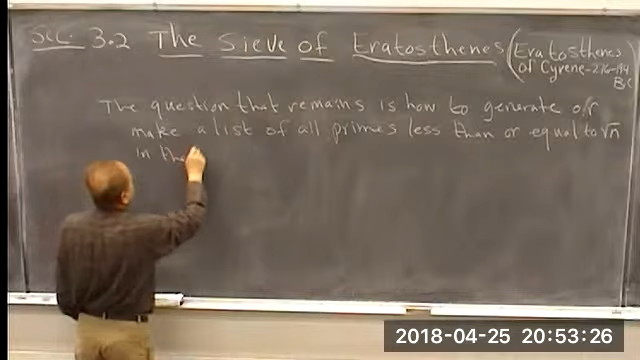 Sec. 3.2 The Sieve of Eratosthenes (Eratosthenes
of Cyrene-276-194
BC
The question that remains is how to generate or
make a list of all primes less than or equal to √n
in the
2018-04-25 20:53:26